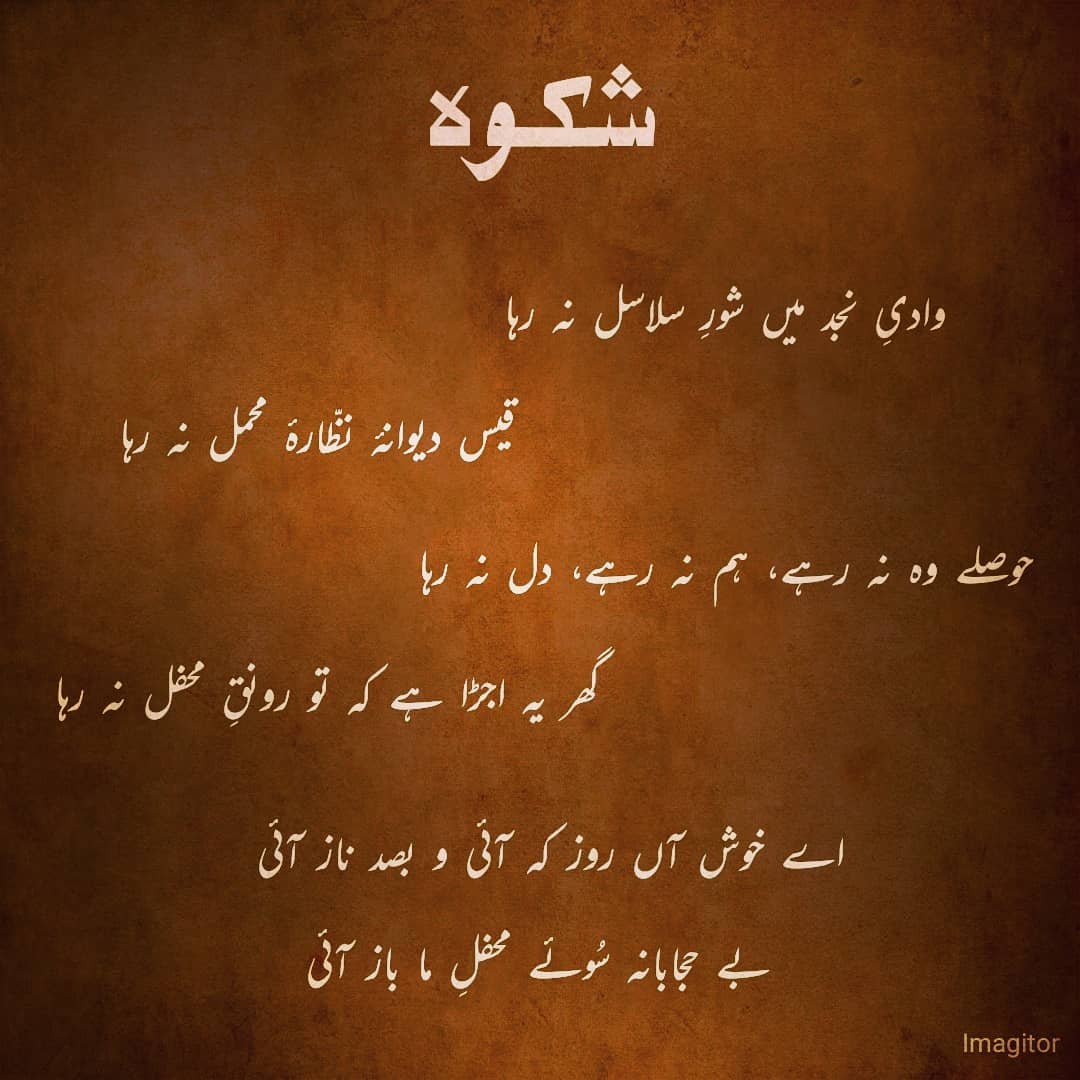 شکوہ
وادیِ نجد میں شورِ سلاسل نہ رہا
قیس دیوانۂ نظّارۂ محمل نہ رہا
حوصلے وہ نہ رہے، ہم نہ رہے، دل نہ رہا
گھر یہ اجڑا ہے کہ تو رونقِ محفل نہ رہا
اے خوش آں روز کہ آئی و بصد ناز آئی
بے حجابانہ سُوئے محفلِ ما باز آئی
Imagitor